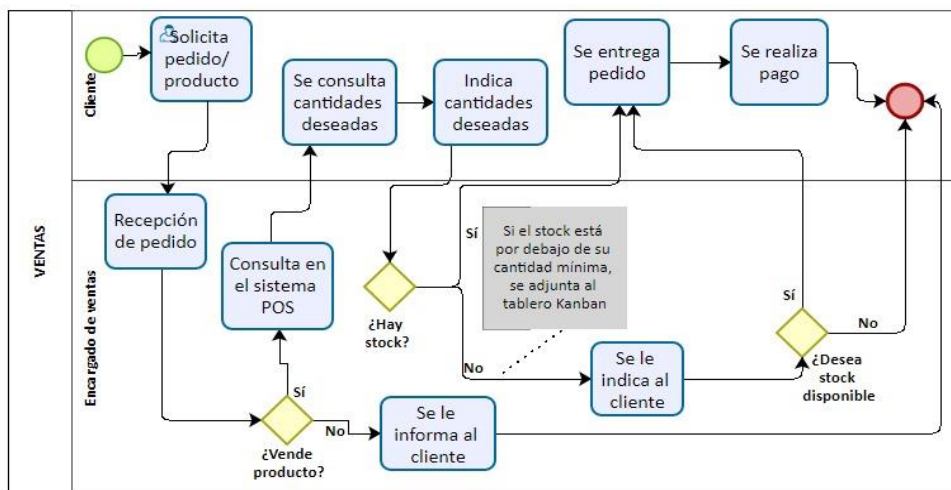 VENTAS
Cliente
Solicita
pedido/
producto
Se consulta
cantidades
deseadas
Indica
cantidades
deseadas
Se entrega
pedido
Se realiza
pago
Encargado de ventas
Recepción
de pedido
Consulta en
el sistema
POS
Sí
¿Vende
producto?
No
Se le
informa al
cliente
¿Hay
stock?
Sí
No
Si el stock está
por debajo de su
cantidad mínima,
se adjunta al
tablero Kanban
Se le
indica al
cliente
Sí
No
¿Desea
stock
disponible